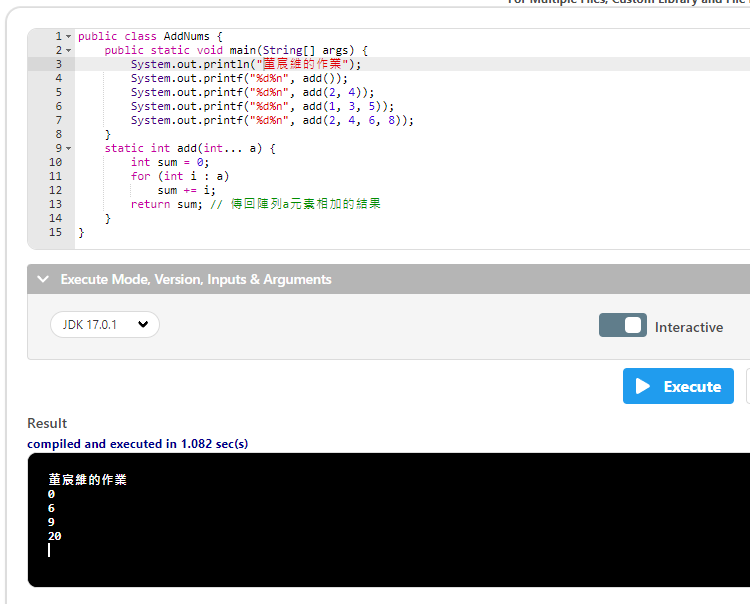 For Multiple Files, Custom Library and File
1 public class AddNums {
2 public static void main(String[] args) {
3 System.out.println("董宸維的作業");
4 System.out.printf("%d%n", add());
5 System.out.printf("%d%n", add(2, 4));
6 System.out.printf("%d%n", add(1, 3, 5));
7 System.out.printf("%d%n", add(2, 4, 6, 8));
8 }
9 static int add(int... a) {
10 int sum = 0;
11 for (int i : a)
12 sum += i;
13 return sum; // 傳回陣列a元素相加的結果
14 }
15 }
Execute Mode, Version, Inputs & Arguments
JDK 17.0.1
Interactive
Execute
Result
compiled and executed in 1.082 sec(s)
董宸維的作業
0
6
9
20